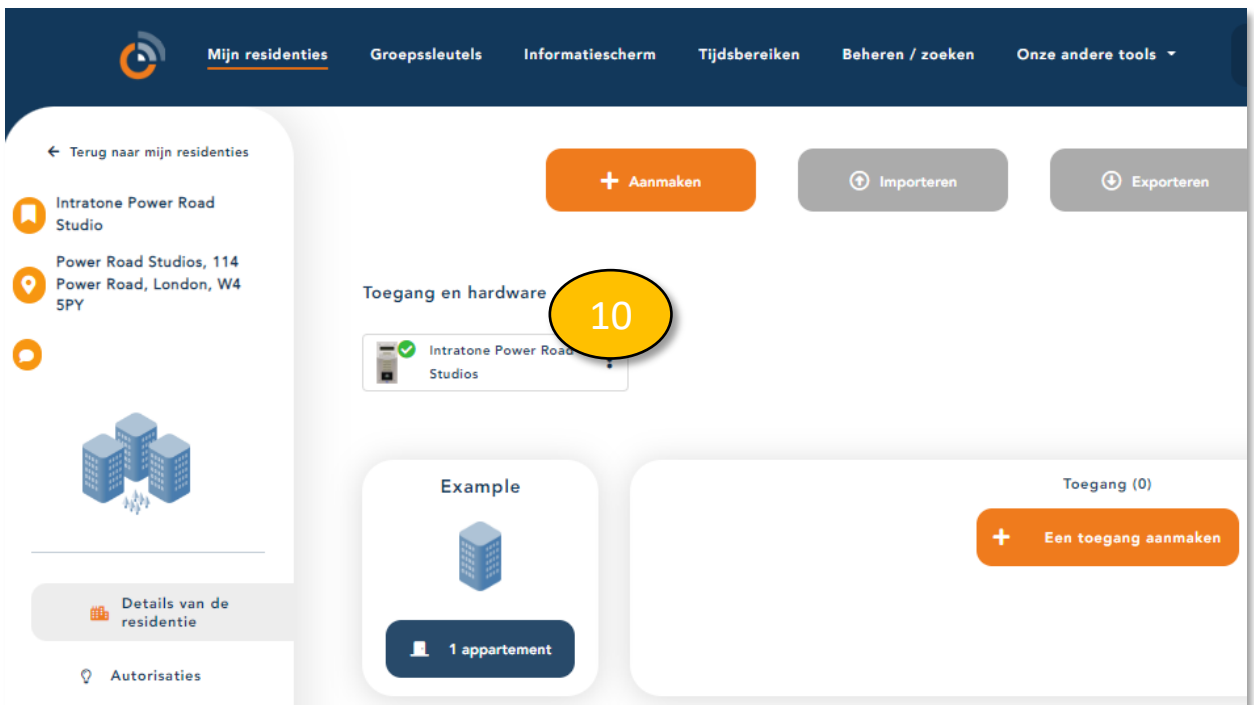 Mijn residenties Groepssleutels Informatiescherm Tijdsbereiken Beheren / zoeken Onze andere tools
Terug naar mijn residenties
Intratone Power Road
Studio
Power Road Studios, 114
Power Road, London, W4
5PY
Details van de
residentie
Autorisaties
Aanmaken Importeren Exporteren
Toegang en hardware
10
Intratone Power Road
Studios
Example
1 appartement
Toegang (0)
Een toegang aanmaken